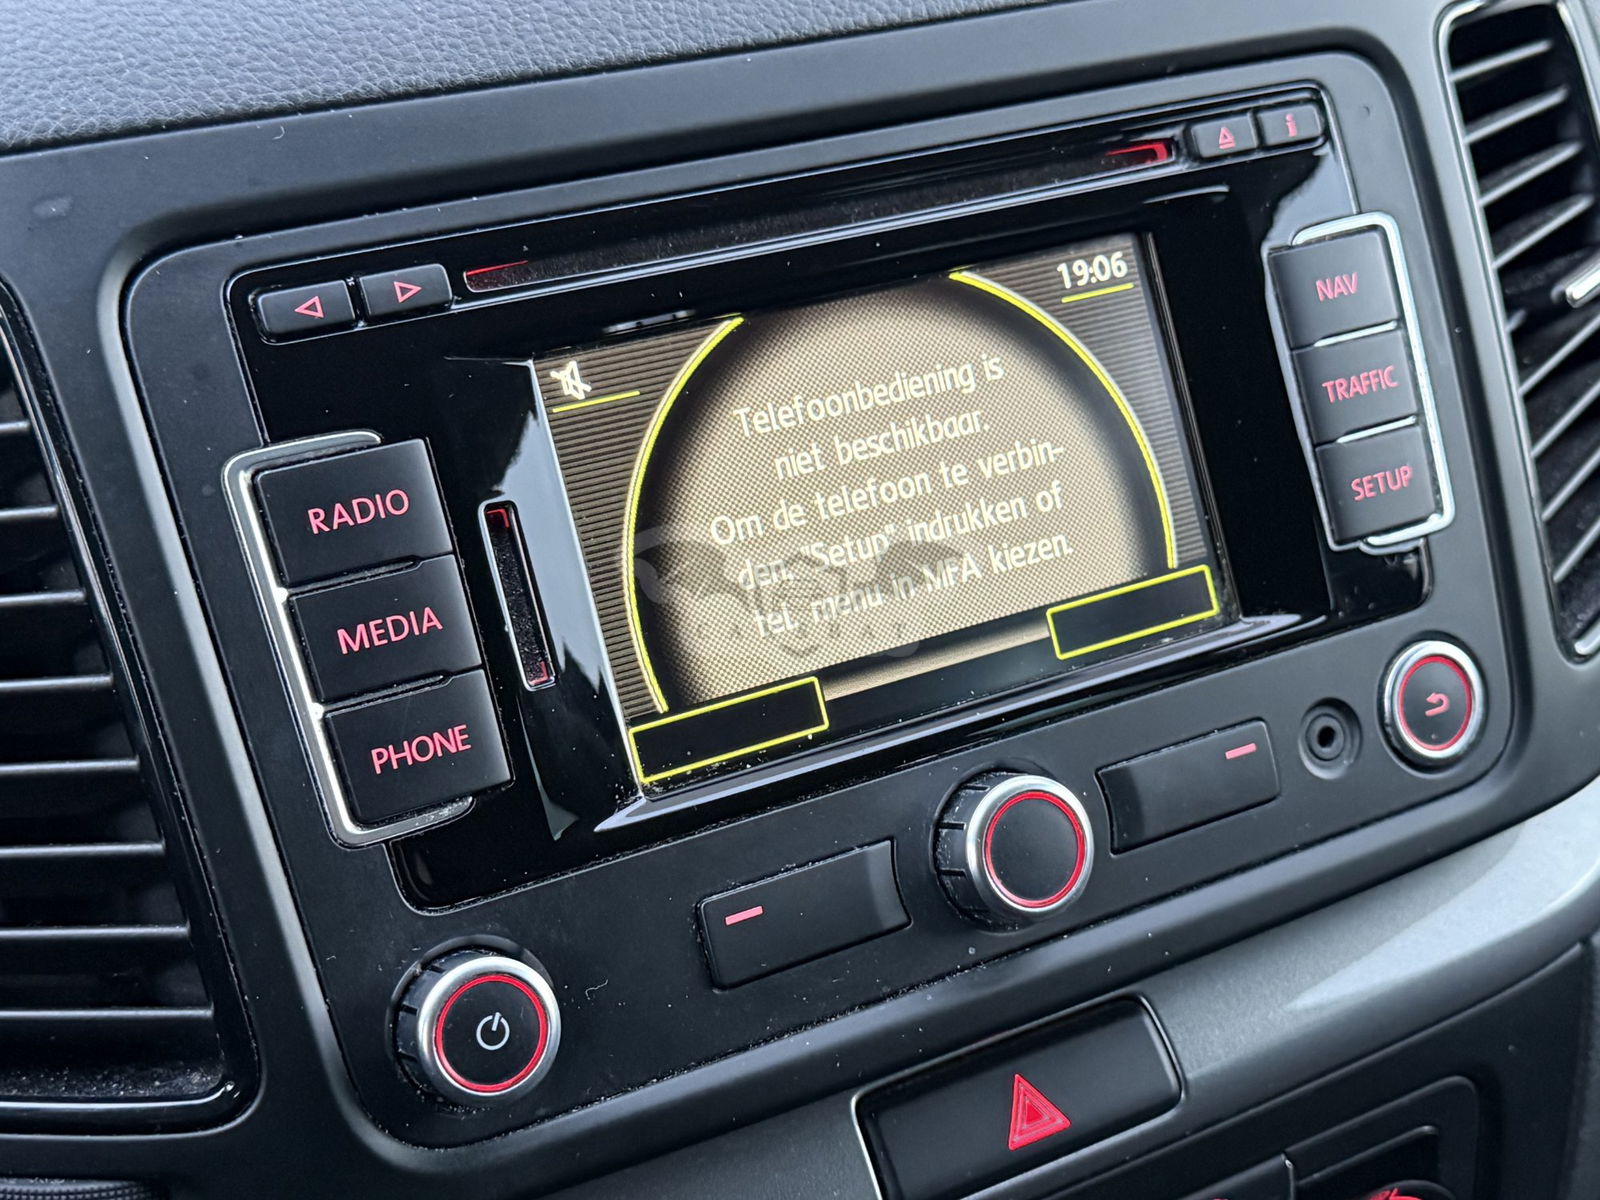 19:06
NAV
TRAFFIC
SETUP
Telefoonbediening is
niet beschikbaar.
Om de telefoon te verbin-
den, "Setup" indrukken of
Tel. menu in MFA kiezen.
RADIO
MEDIA
PHONE